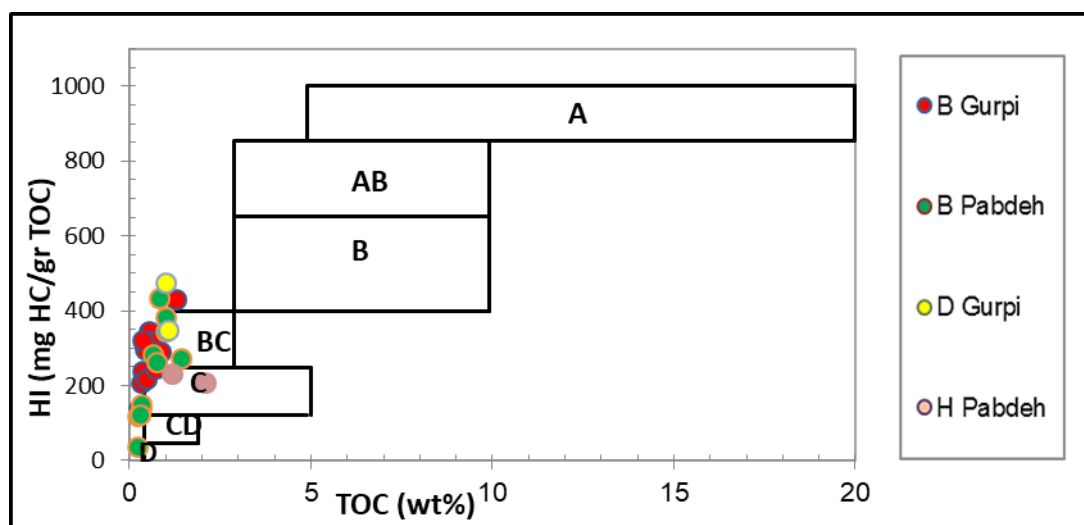 HI (mg HC/gr TOC)
1000
800
600
400
200
0
A
AB
B
BC
C
CD
D
0
5
10
15
20
TOC (wt%)
B Gurpi
B Pabdeh
D Gurpi
H Pabdeh